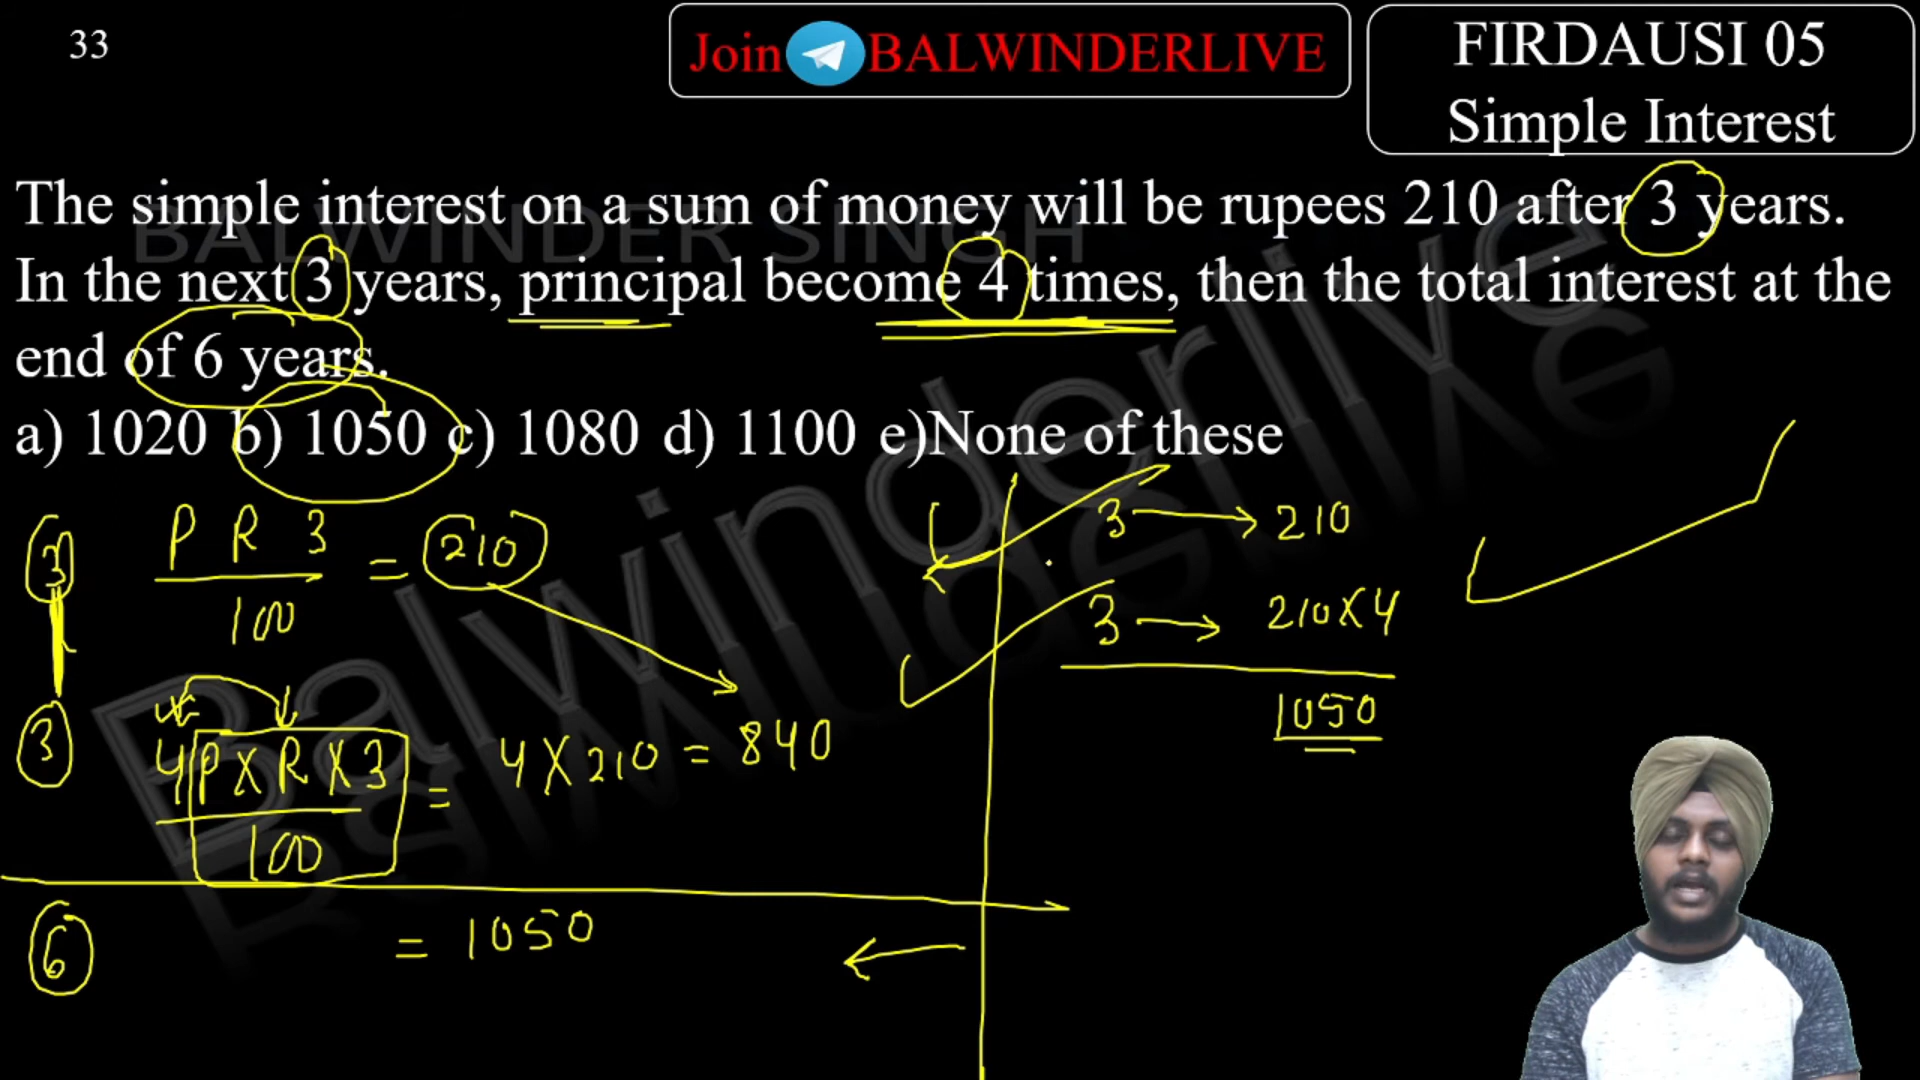 33
Join BALWINDERLIVE
FIRDAUSI 05
Simple Interest
The simple interest on a sum of money will be rupees 210 after 3 years.
BALWINDER SINGH
In the next 3 years, principal become 4 times, then the total interest at the
end of 6 years.
a) 1020 b) 1050 c) 1080 d) 1100 e)None of these
Balwinderlive
3 P R 3 = 210
100
3 → 210
3 → 210X4
1050
3 4 P X R X 3 = 4 X 210 = 840
100
6 = 1050